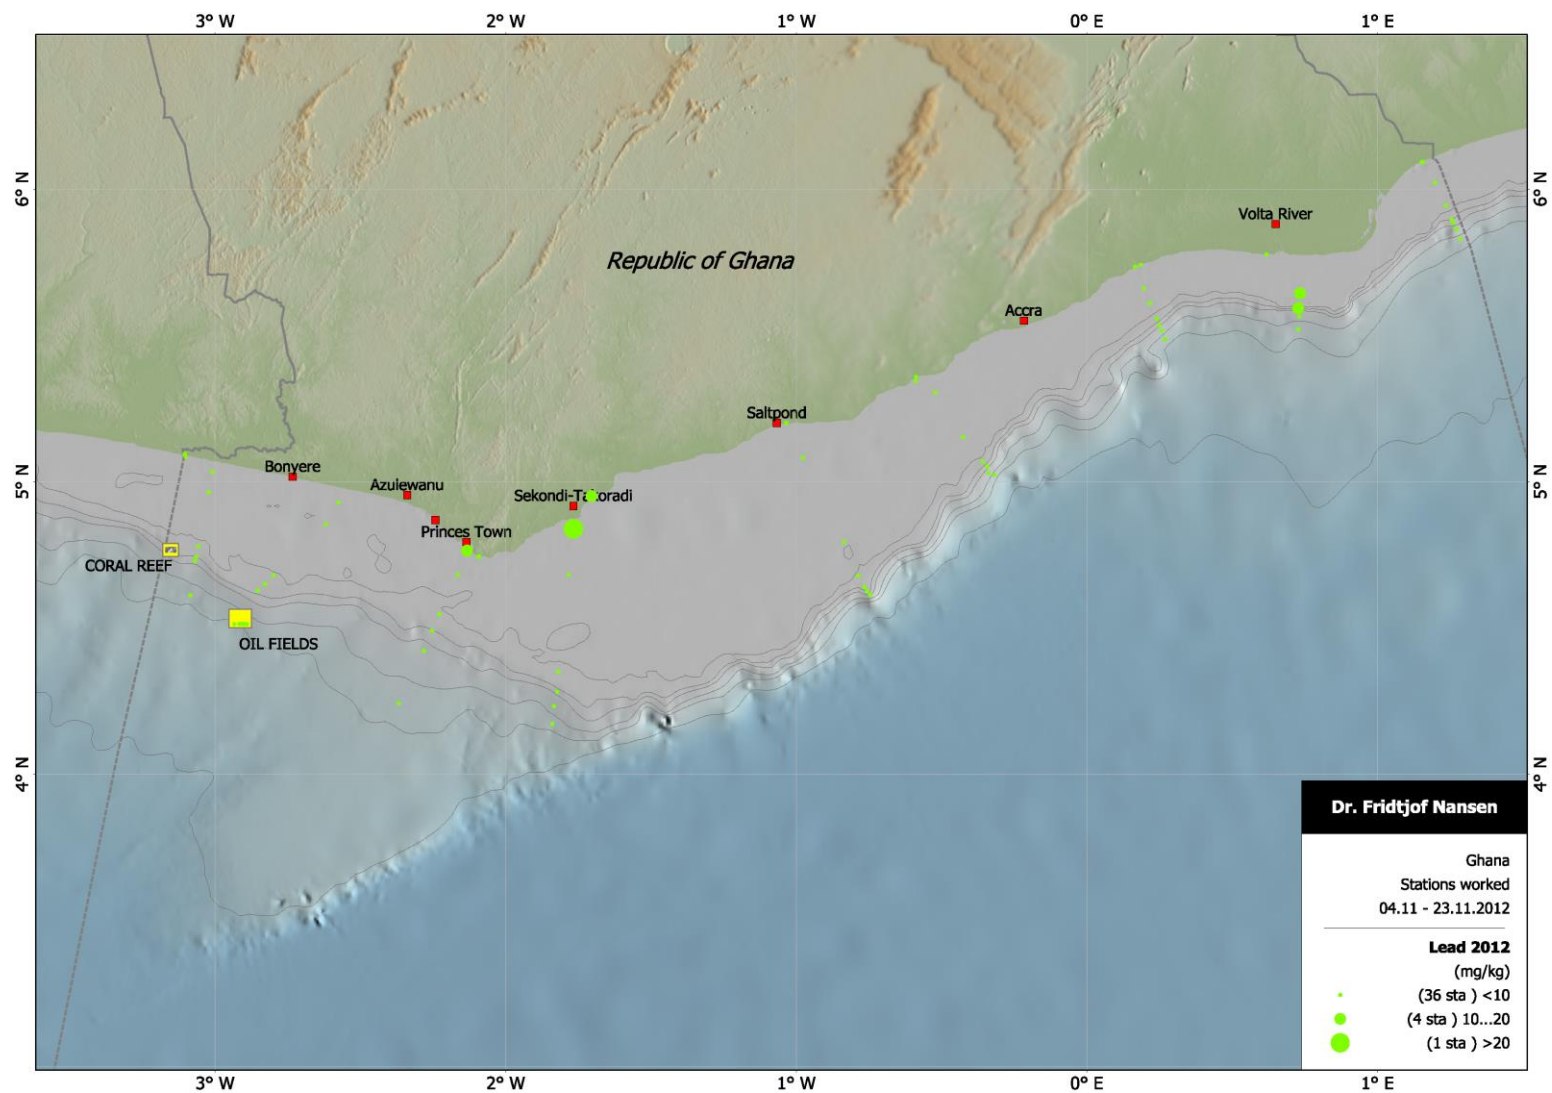 3° W 2° W 1° W 0° E 1° E
6° N 6° N
Volta River
Republic of Ghana
Accra
Saltpond
Bonyere
5° N 5° N
Azulewanu
Sekondi-Takoradi
Princes Town
CORAL REEF
OIL FIELDS
4° N 4° N
Dr. Fridtjof Nansen
Ghana
Stations worked
04.11 - 23.11.2012
Lead 2012
(mg/kg)
(36 sta ) <10
(4 sta ) 10...20
(1 sta ) >20
3° W 2° W 1° W 0° E 1° E